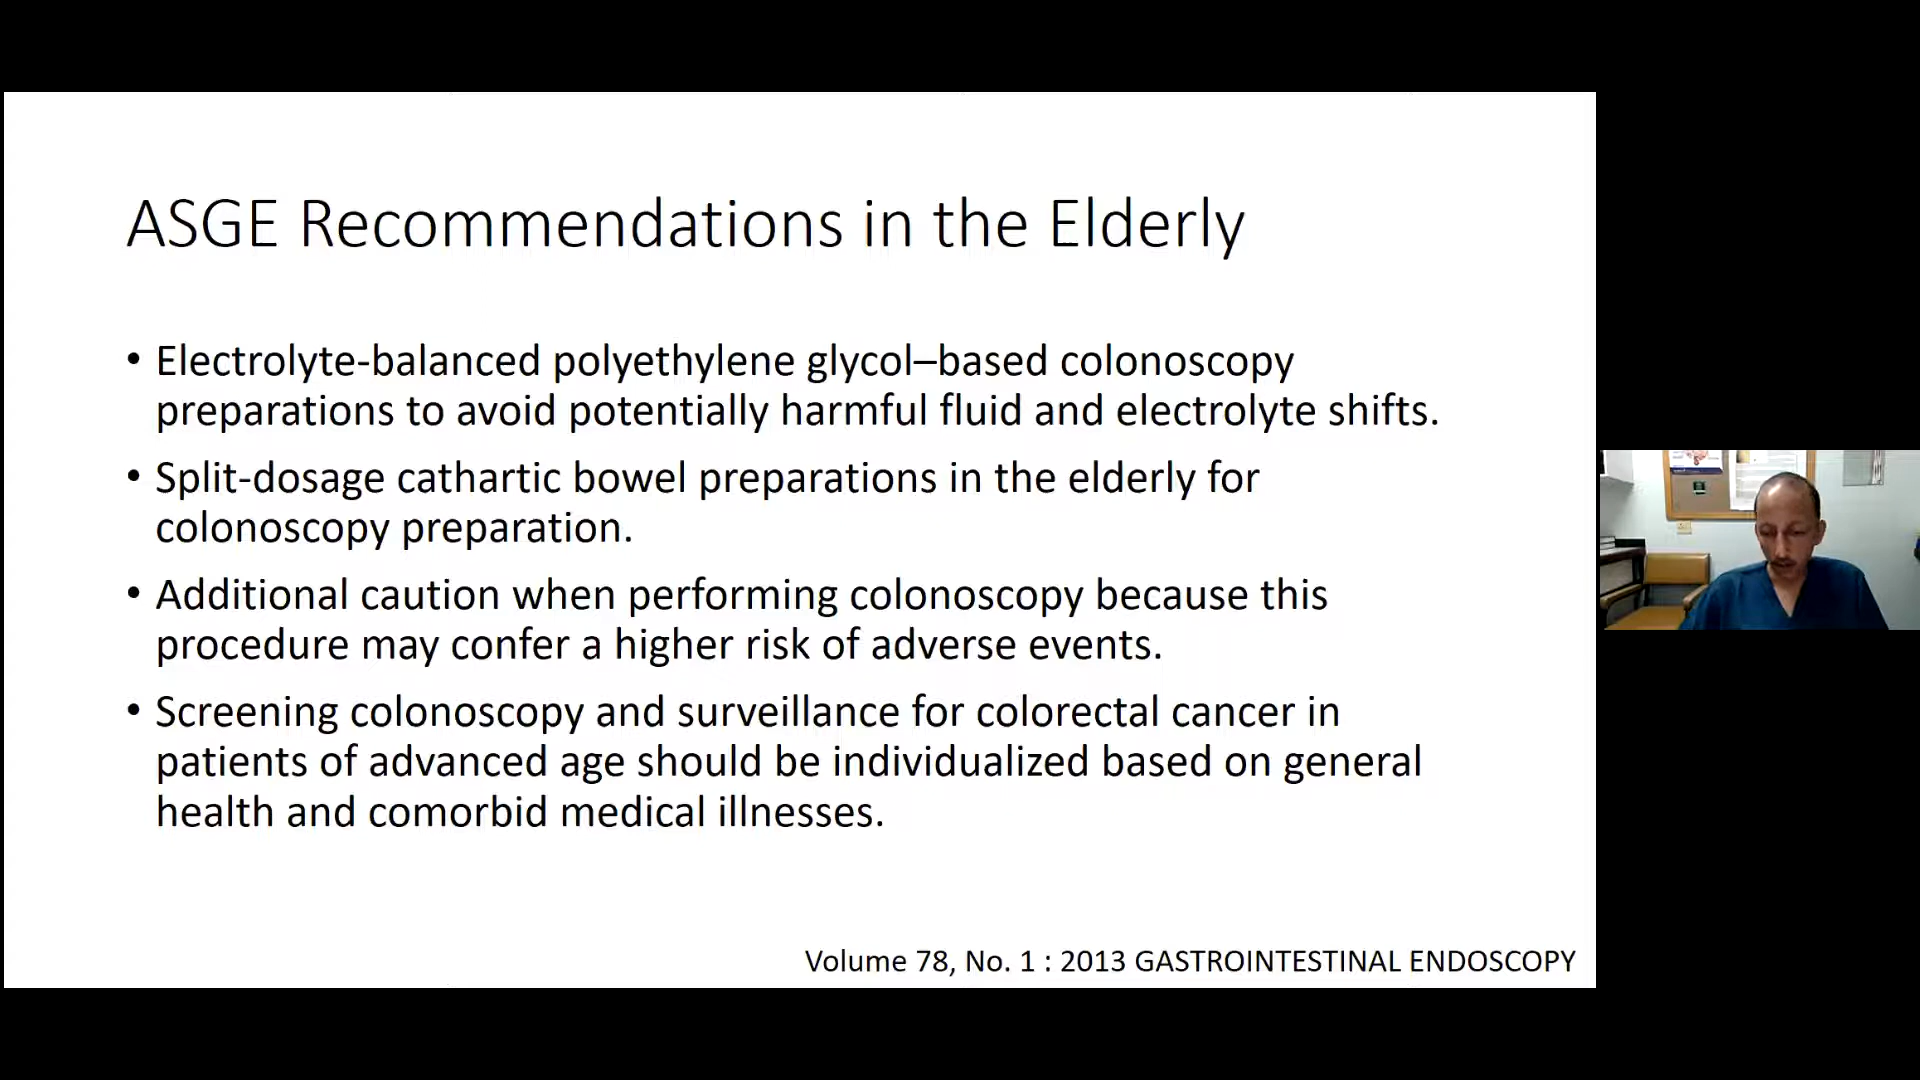 ASGE Recommendations in the Elderly
• Electrolyte-balanced polyethylene glycol–based colonoscopy
preparations to avoid potentially harmful fluid and electrolyte shifts.
• Split-dosage cathartic bowel preparations in the elderly for
colonoscopy preparation.
• Additional caution when performing colonoscopy because this
procedure may confer a higher risk of adverse events.
• Screening colonoscopy and surveillance for colorectal cancer in
patients of advanced age should be individualized based on general
health and comorbid medical illnesses.
Volume 78, No. 1 : 2013 GASTROINTESTINAL ENDOSCOPY